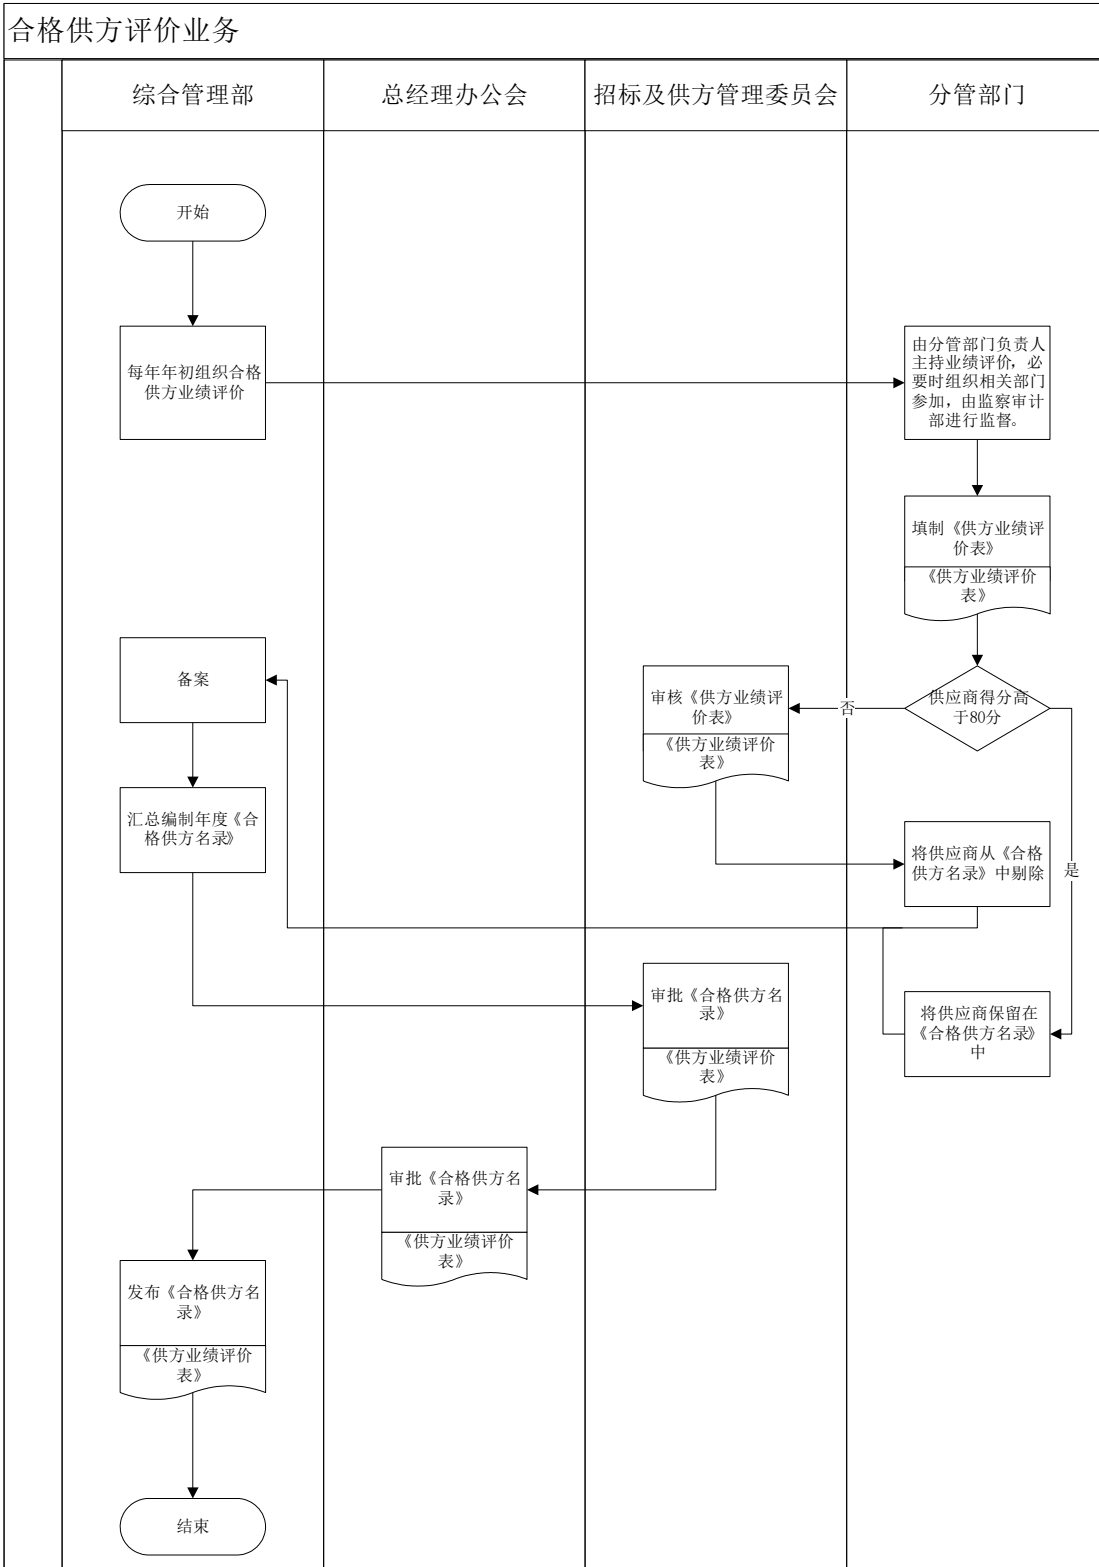 合格供方评价业务
综合管理部
总经理办公会
招标及供方管理委员会
分管部门
开始
每年年初组织合格
供方业绩评价
由分管部门负责人
主持业绩评价，必
要时组织相关部门
参加，由监察审计
部进行监督。
填制《供方业绩评
价表》
《供方业绩评价
表》
供应商得分高
于80分
否
是
审核《供方业绩评
价表》
《供方业绩评价
表》
将供应商从《合格
供方名录》中剔除
将供应商保留在
《合格供方名录》
中
备案
汇总编制年度《合
格供方名录》
审批《合格供方名
录》
《供方业绩评价
表》
审批《合格供方名
录》
《供方业绩评价
表》
发布《合格供方名
录》
《供方业绩评价
表》
结束